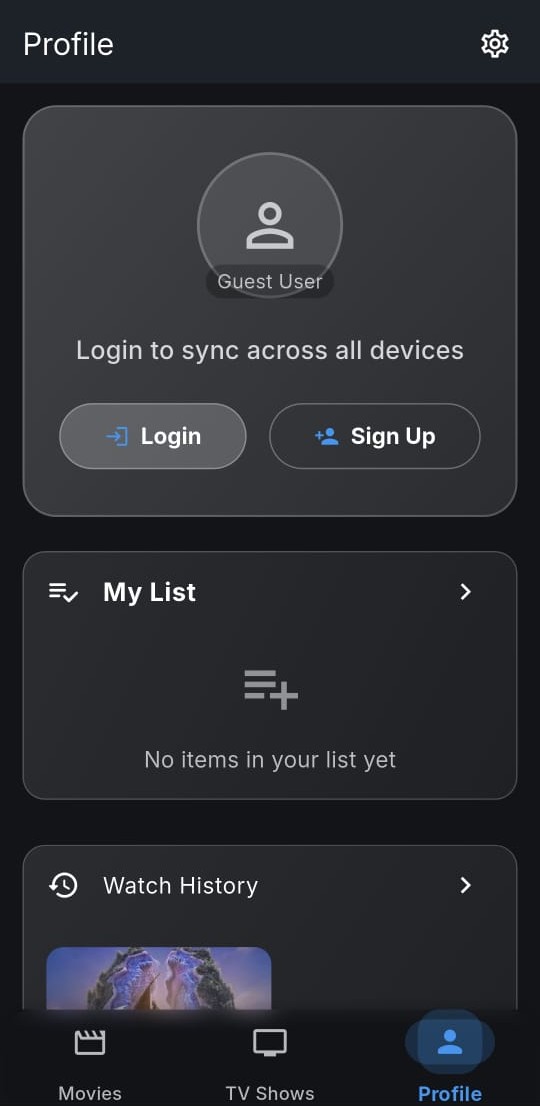 Profile
Guest User
Login to sync across all devices
Login
Sign Up
My List
No items in your list yet
Watch History
Movies
TV Shows
Profile